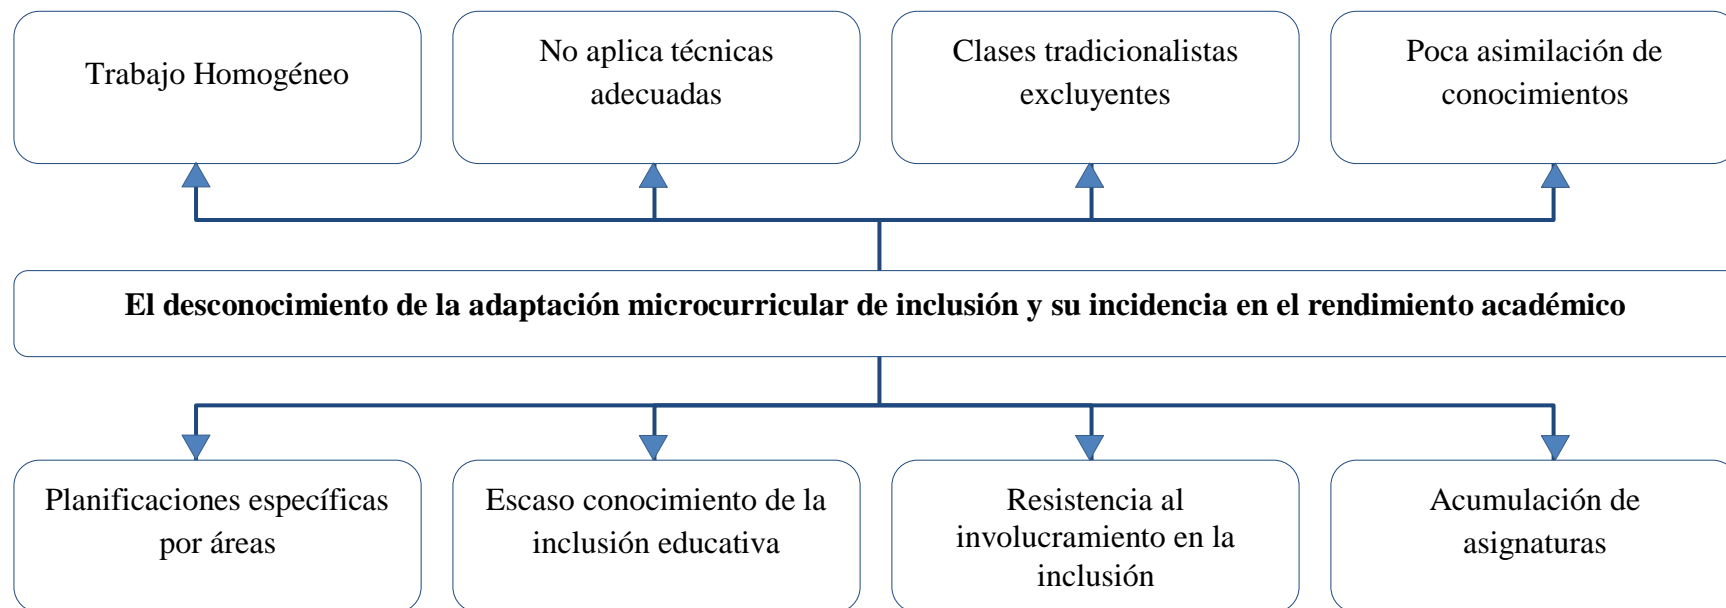 Trabajo Homogéneo
No aplica técnicas
adecuadas
Clases tradicionalistas
excluyentes
Poca asimilación de
conocimientos
El desconocimiento de la adaptación microcurricular de inclusión y su incidencia en el rendimiento académico
Planificaciones específicas
por áreas
Escaso conocimiento de la
inclusión educativa
Resistencia al
involucramiento en la
inclusión
Acumulación de
asignaturas